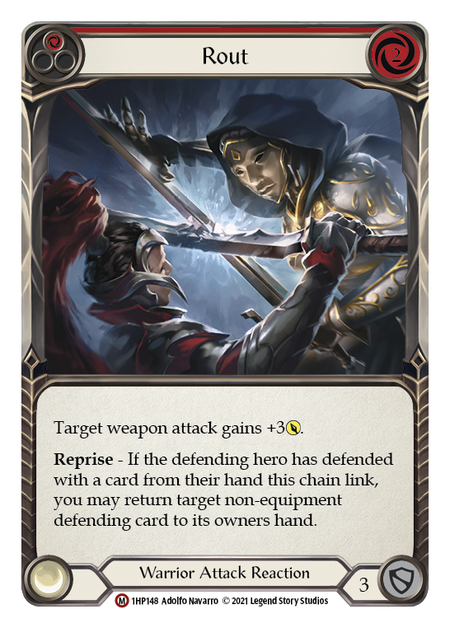 Rout
2
Target weapon attack gains +3.
Reprise - If the defending hero has defended
with a card from their hand this chain link,
you may return target non-equipment
defending card to its owners hand.
Warrior Attack Reaction
3
M 1HP148 Adolfo Navarro © 2021 Legend Story Studios